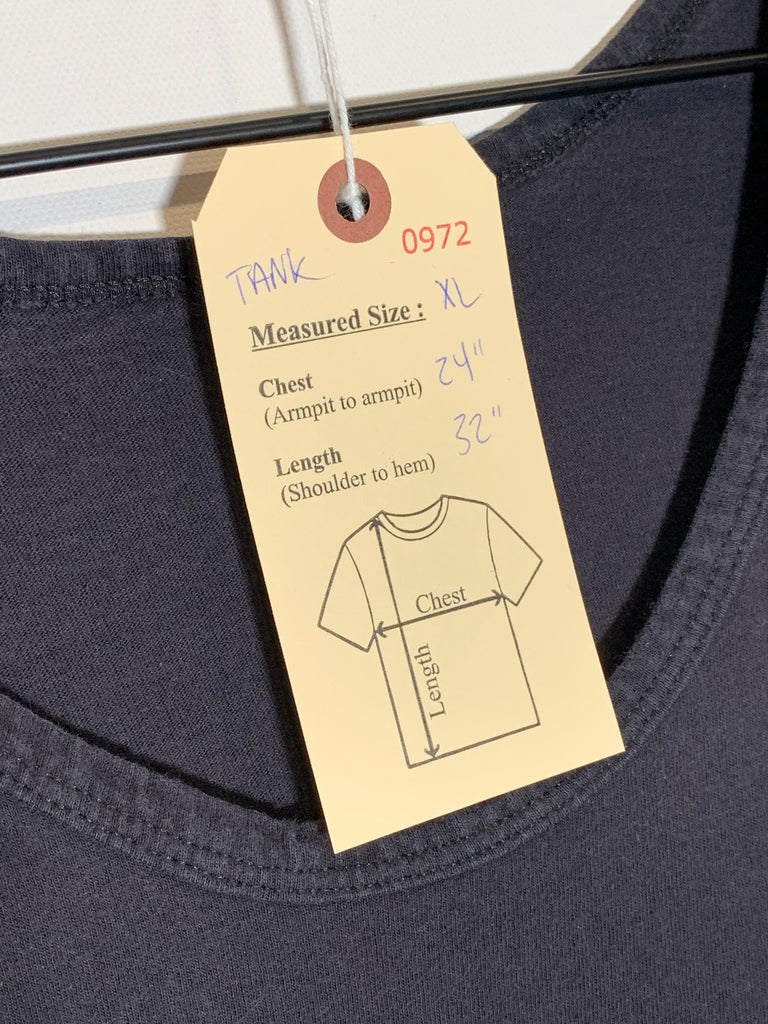 0972
TANK
Measured Size : XL
Chest 24"
(Armpit to armpit)
Length 32"
(Shoulder to hem)
Chest
Length